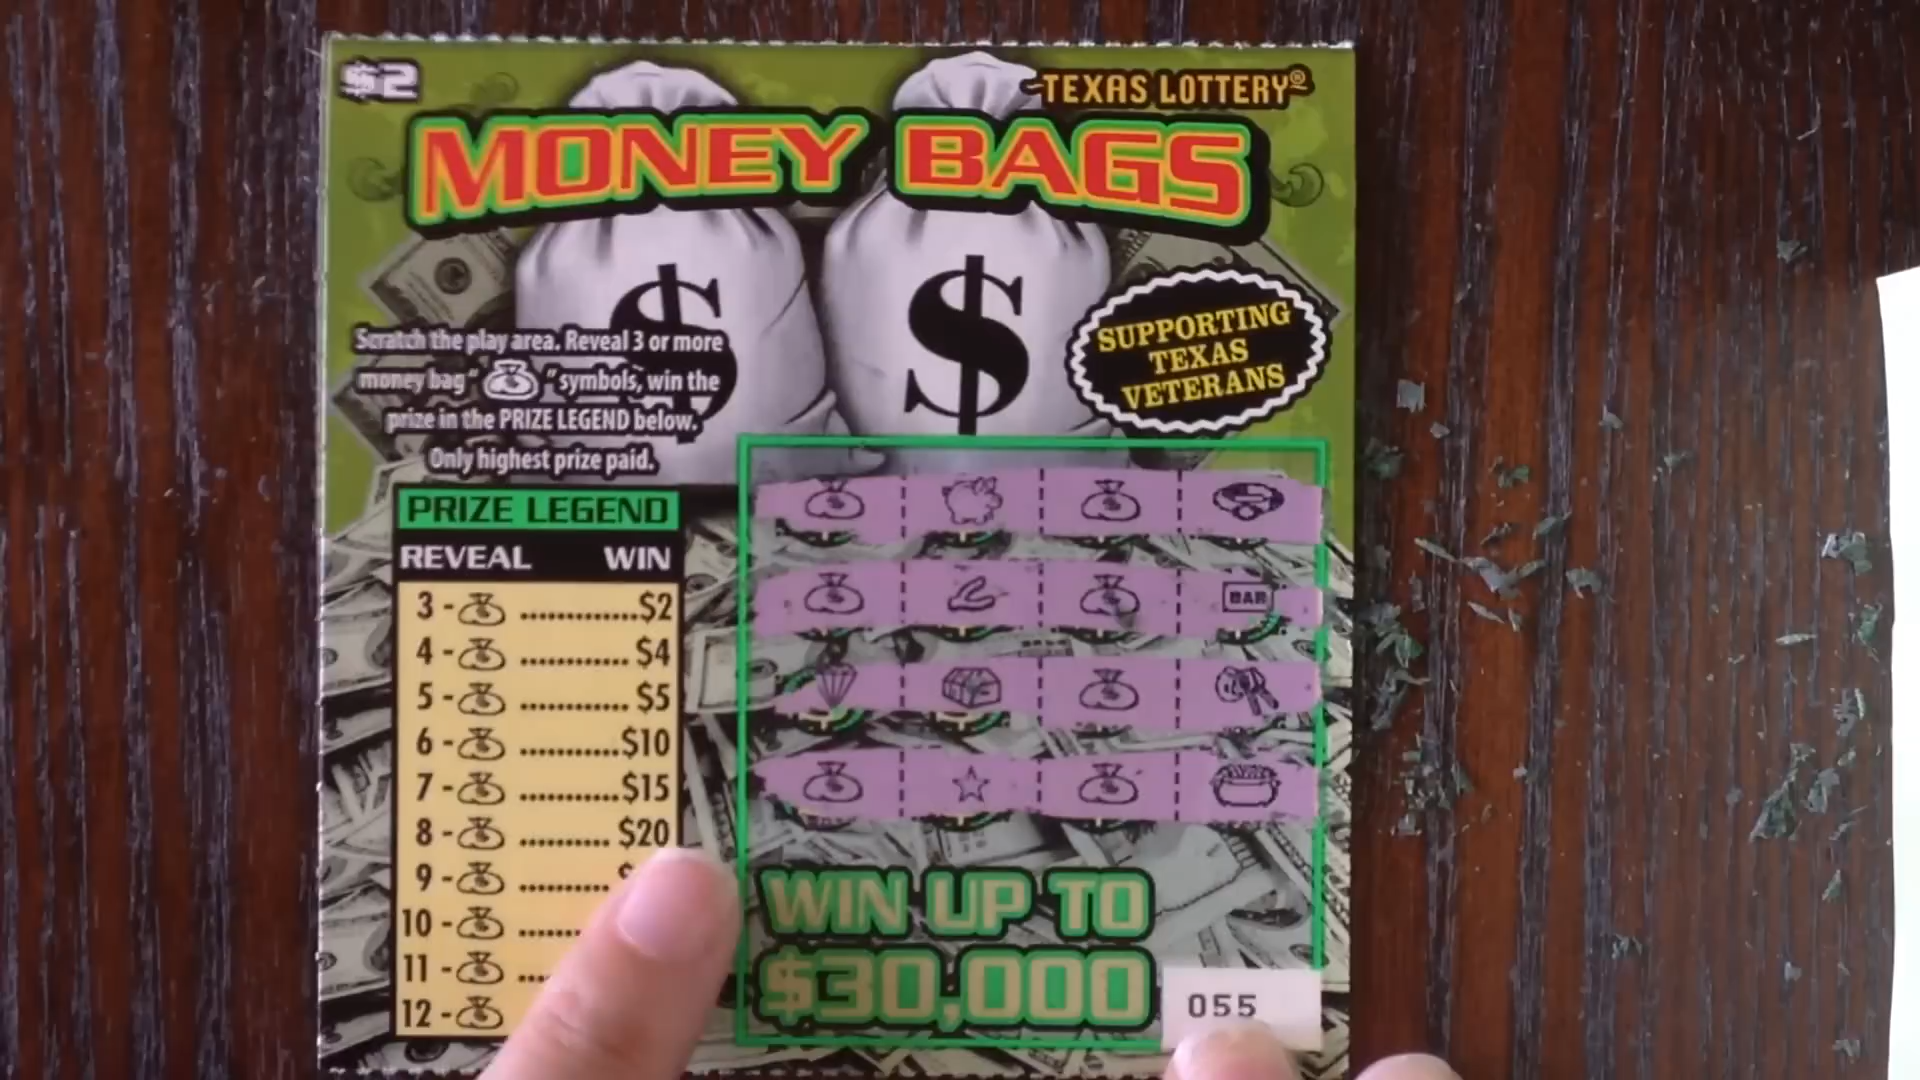 $2
TEXAS LOTTERY®
MONEY BAGS
$ $
SUPPORTING
TEXAS
VETERANS
Scratch the play area. Reveal 3 or more
money bag " " symbols, win the
prize in the PRIZE LEGEND below.
Only highest prize paid.
PRIZE LEGEND
REVEAL WIN
3 - ............. $2
4 - ........... $4
5 - ........... $5
6 - .......... $10
7 - .......... $15
8 - .......... $20
9 - .......... $
10 - ......
11 - ...
12 -
BAR
WIN UP TO
$30,000
055